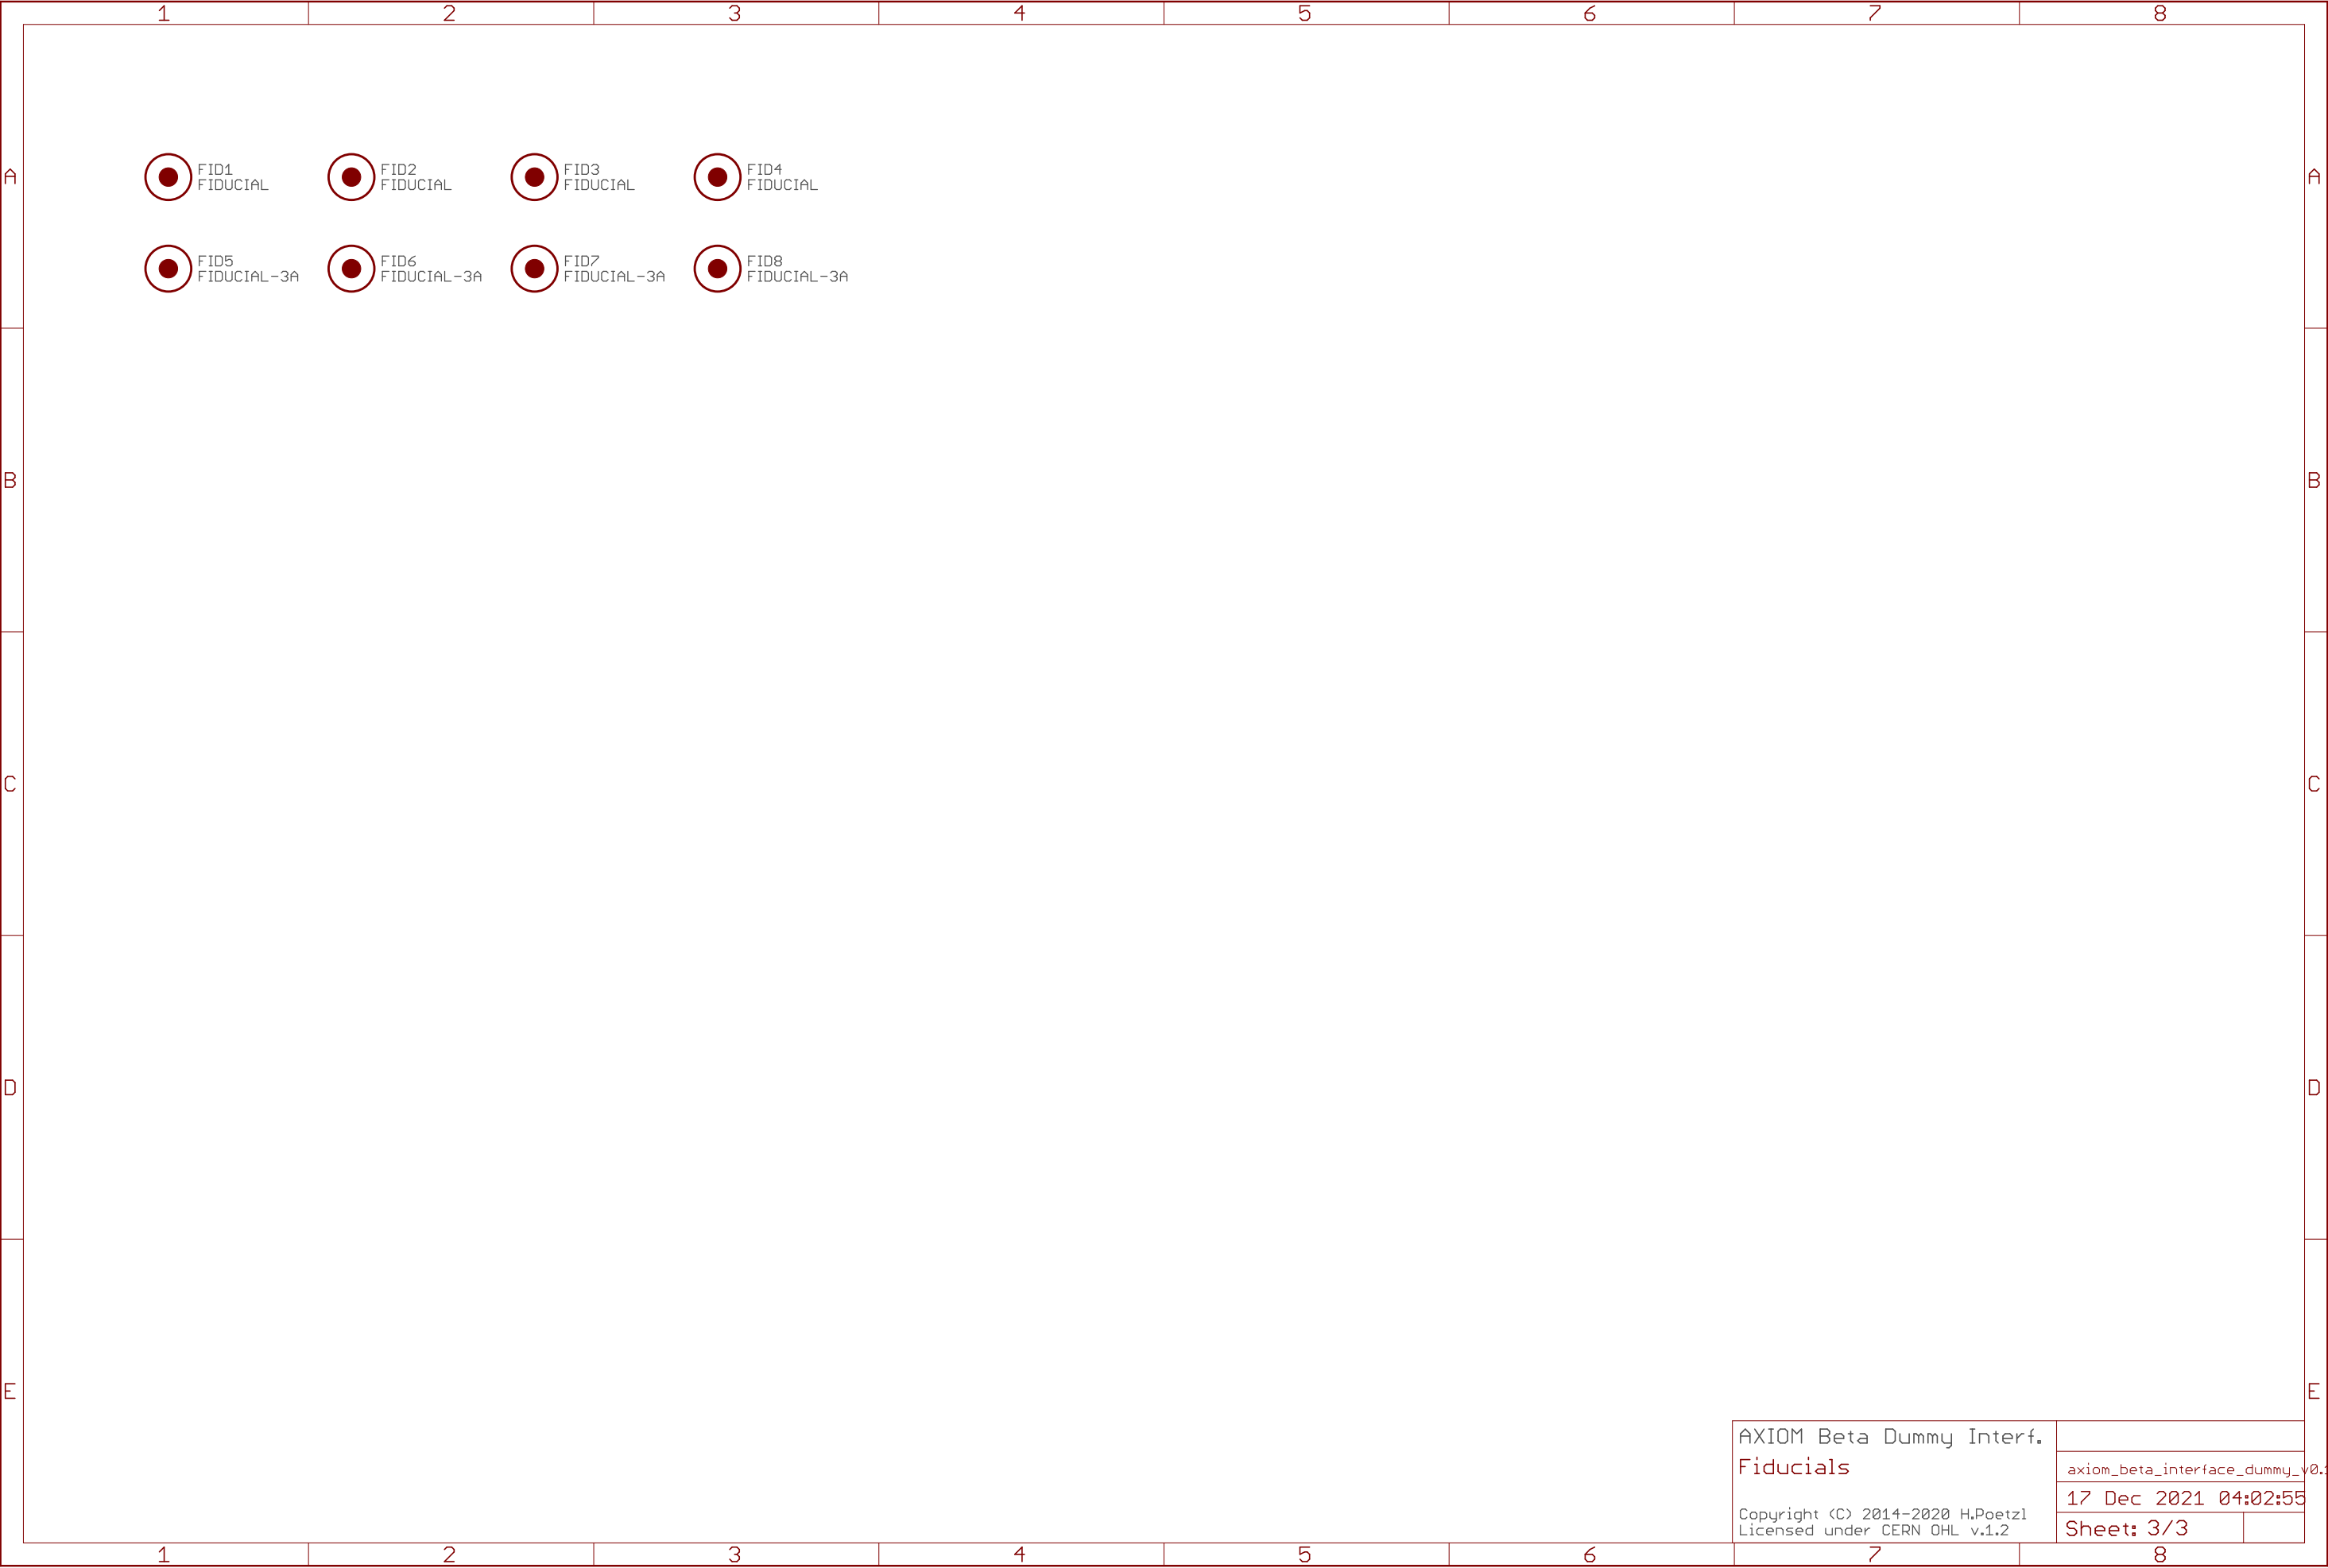 1 2 3 4 5 6 7 8
A A
FID1 FID2 FID3 FID4
FIDUCIAL FIDUCIAL FIDUCIAL FIDUCIAL
FID5 FID6 FID7 FID8
FIDUCIAL-3A FIDUCIAL-3A FIDUCIAL-3A FIDUCIAL-3A
B B
C C
D D
E E
AXIOM Beta Dummy Interf.
Fiducials
Copyright (C) 2014-2020 H.Poetzl
Licensed under CERN OHL v.1.2
axiom_beta_interface_dummy_v0.
17 Dec 2021 04:02:55
Sheet: 3/3
1 2 3 4 5 6 7 8